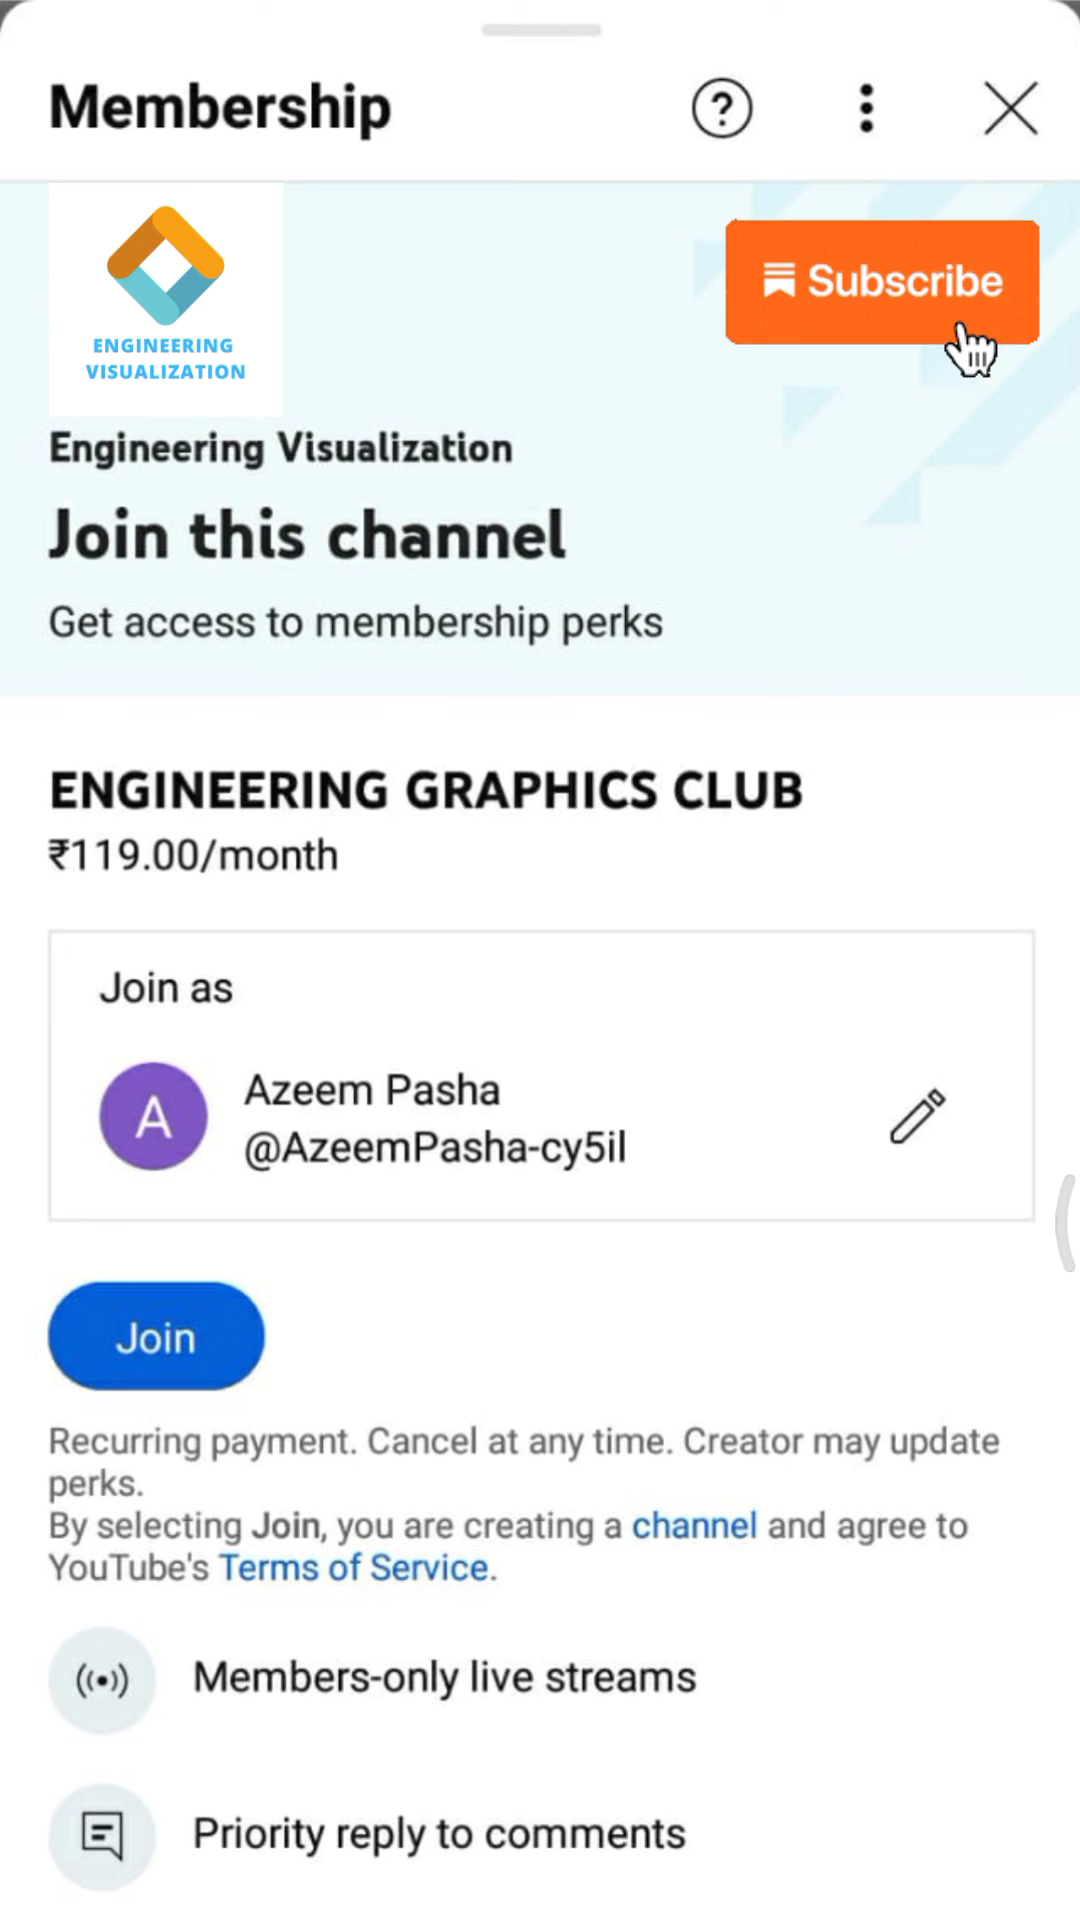 Membership
ENGINEERING
VISUALIZATION
Subscribe
Engineering Visualization
Join this channel
Get access to membership perks
ENGINEERING GRAPHICS CLUB
₹119.00/month
Join as
A
Azeem Pasha
@AzeemPasha-cy5il
Join
Recurring payment. Cancel at any time. Creator may update
perks.
By selecting Join, you are creating a channel and agree to
YouTube's Terms of Service.
Members-only live streams
Priority reply to comments